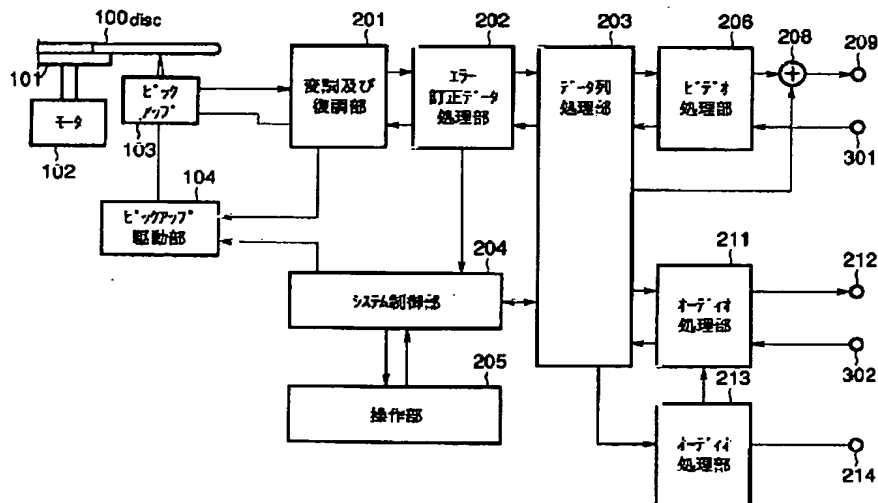 100 disc
101
モータ
102
ピック
アップ
103
104
ピックアップ
駆動部
201
変調及び
復調部
202
エラー
訂正データ
処理部
203
データ列
処理部
204
システム制御部
205
操作部
206
ビデオ
処理部
208
209
301
211
オーディオ
処理部
212
302
213
オーディオ
処理部
214